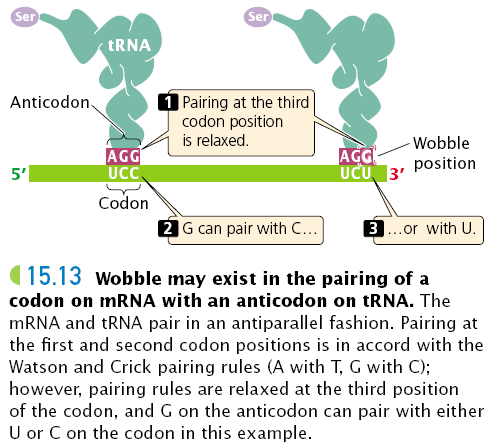 Ser
Ser
tRNA
Anticodon
1 Pairing at the third
codon position
is relaxed.
AGG
AGG
Wobble
position
5′
UCC
UCU
3′
Codon
2 G can pair with C…
3 …or with U.
15.13 Wobble may exist in the pairing of a
codon on mRNA with an anticodon on tRNA. The
mRNA and tRNA pair in an antiparallel fashion. Pairing at
the first and second codon positions is in accord with the
Watson and Crick pairing rules (A with T, G with C);
however, pairing rules are relaxed at the third position
of the codon, and G on the anticodon can pair with either
U or C on the codon in this example.